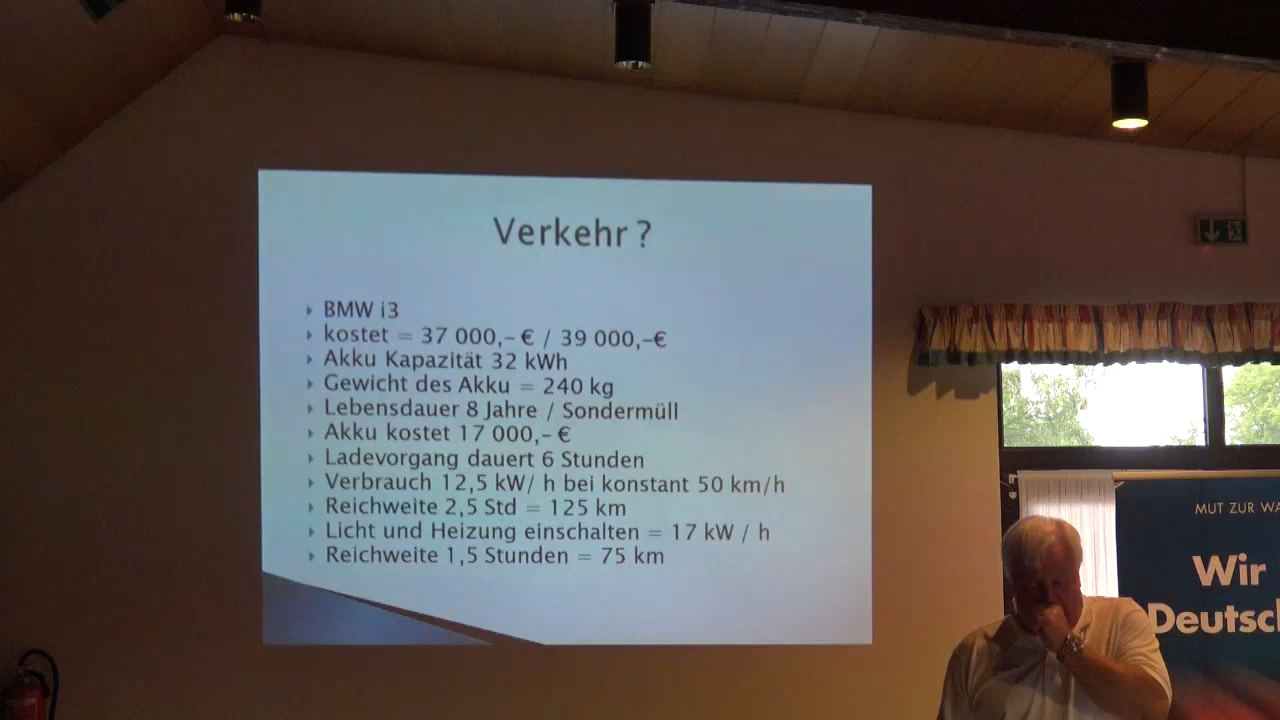 Verkehr ?
BMW i3
kostet = 37 000,- € / 39 000,-€
Akku Kapazität 32 kWh
Gewicht des Akku = 240 kg
Lebensdauer 8 Jahre / Sondermüll
Akku kostet 17 000,- €
Ladevorgang dauert 6 Stunden
Verbrauch 12,5 kW/ h bei konstant 50 km/h
Reichweite 2,5 Std = 125 km
Licht und Heizung einschalten = 17 kW / h
Reichweite 1,5 Stunden = 75 km
MUT ZUR WA
Wir
Deutsch